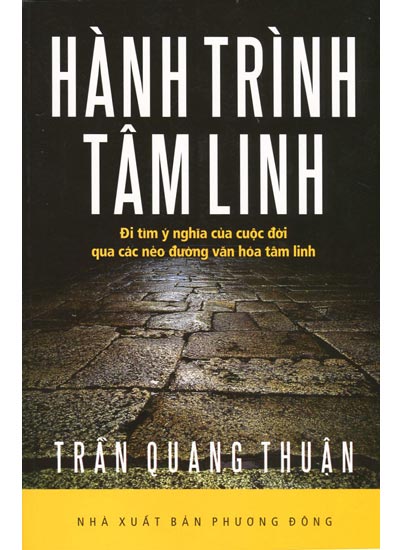 HÀNH TRÌNH
TÂM LINH
Đi tìm ý nghĩa của cuộc đời
qua các nẻo đường văn hóa tâm linh
TRẦN QUANG THUẬN
NHÀ XUẤT BẢN PHƯƠNG ĐÔNG